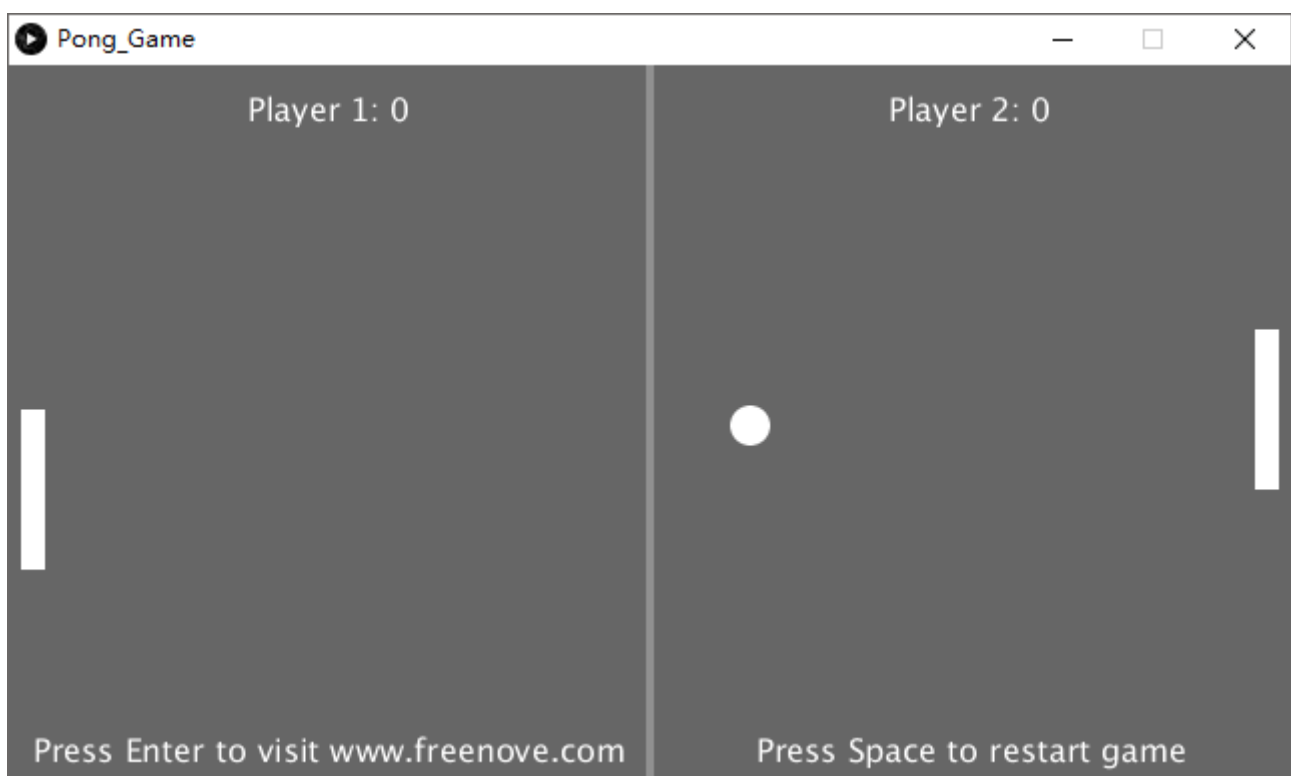 Pong_Game
Player 1: 0
Player 2: 0
Press Enter to visit www.freenove.com
Press Space to restart game